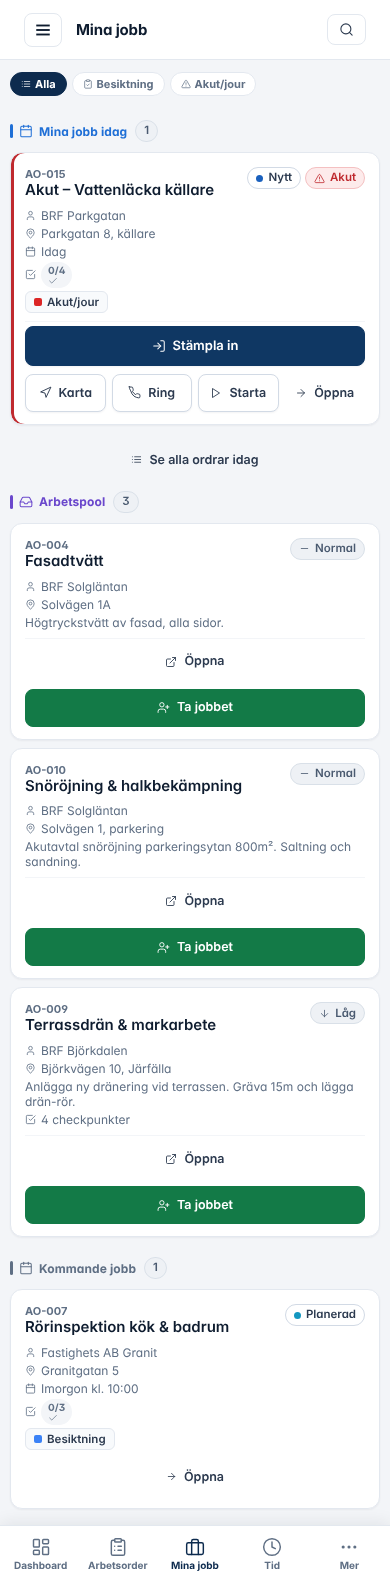 Mina jobb
Alla
Besiktning
Akut/jour
Mina jobb idag 1
AO-015
Akut – Vattenläcka källare
Nytt
Akut
BRF Parkgatan
Parkgatan 8, källare
Idag
0/4
Akut/jour
Stämpla in
Karta
Ring
Starta
Öppna
Se alla ordrar idag
Arbetspool 3
AO-004
Fasadtvätt
Normal
BRF Solgläntan
Solvägen 1A
Högtryckstvätt av fasad, alla sidor.
Öppna
Ta jobbet
AO-010
Snöröjning & halkbekämpning
Normal
BRF Solgläntan
Solvägen 1, parkering
Akutavtal snöröjning parkeringsytan 800m². Saltning och
sandning.
Öppna
Ta jobbet
AO-009
Terrassdrän & markarbete
Låg
BRF Björkdalen
Björkvägen 10, Järfälla
Anlägga ny dränering vid terrassen. Gräva 15m och lägga
drän-rör.
4 checkpunkter
Öppna
Ta jobbet
Kommande jobb 1
AO-007
Rörinspektion kök & badrum
Planerad
Fastighets AB Granit
Granitgatan 5
Imorgon kl. 10:00
0/3
Besiktning
Öppna
Dashboard
Arbetsorder
Mina jobb
Tid
Mer